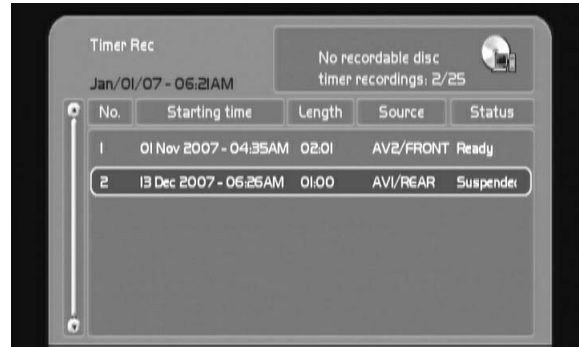 Timer Rec
Jan/01/07 - 06:21AM
No recordable disc
timer recordings: 2/25
No. Starting time Length Source Status
1 01 Nov 2007 - 04:35AM 02:01 AV2/FRONT Ready
2 13 Dec 2007 - 06:26AM 01:00 AV1/REAR Suspended